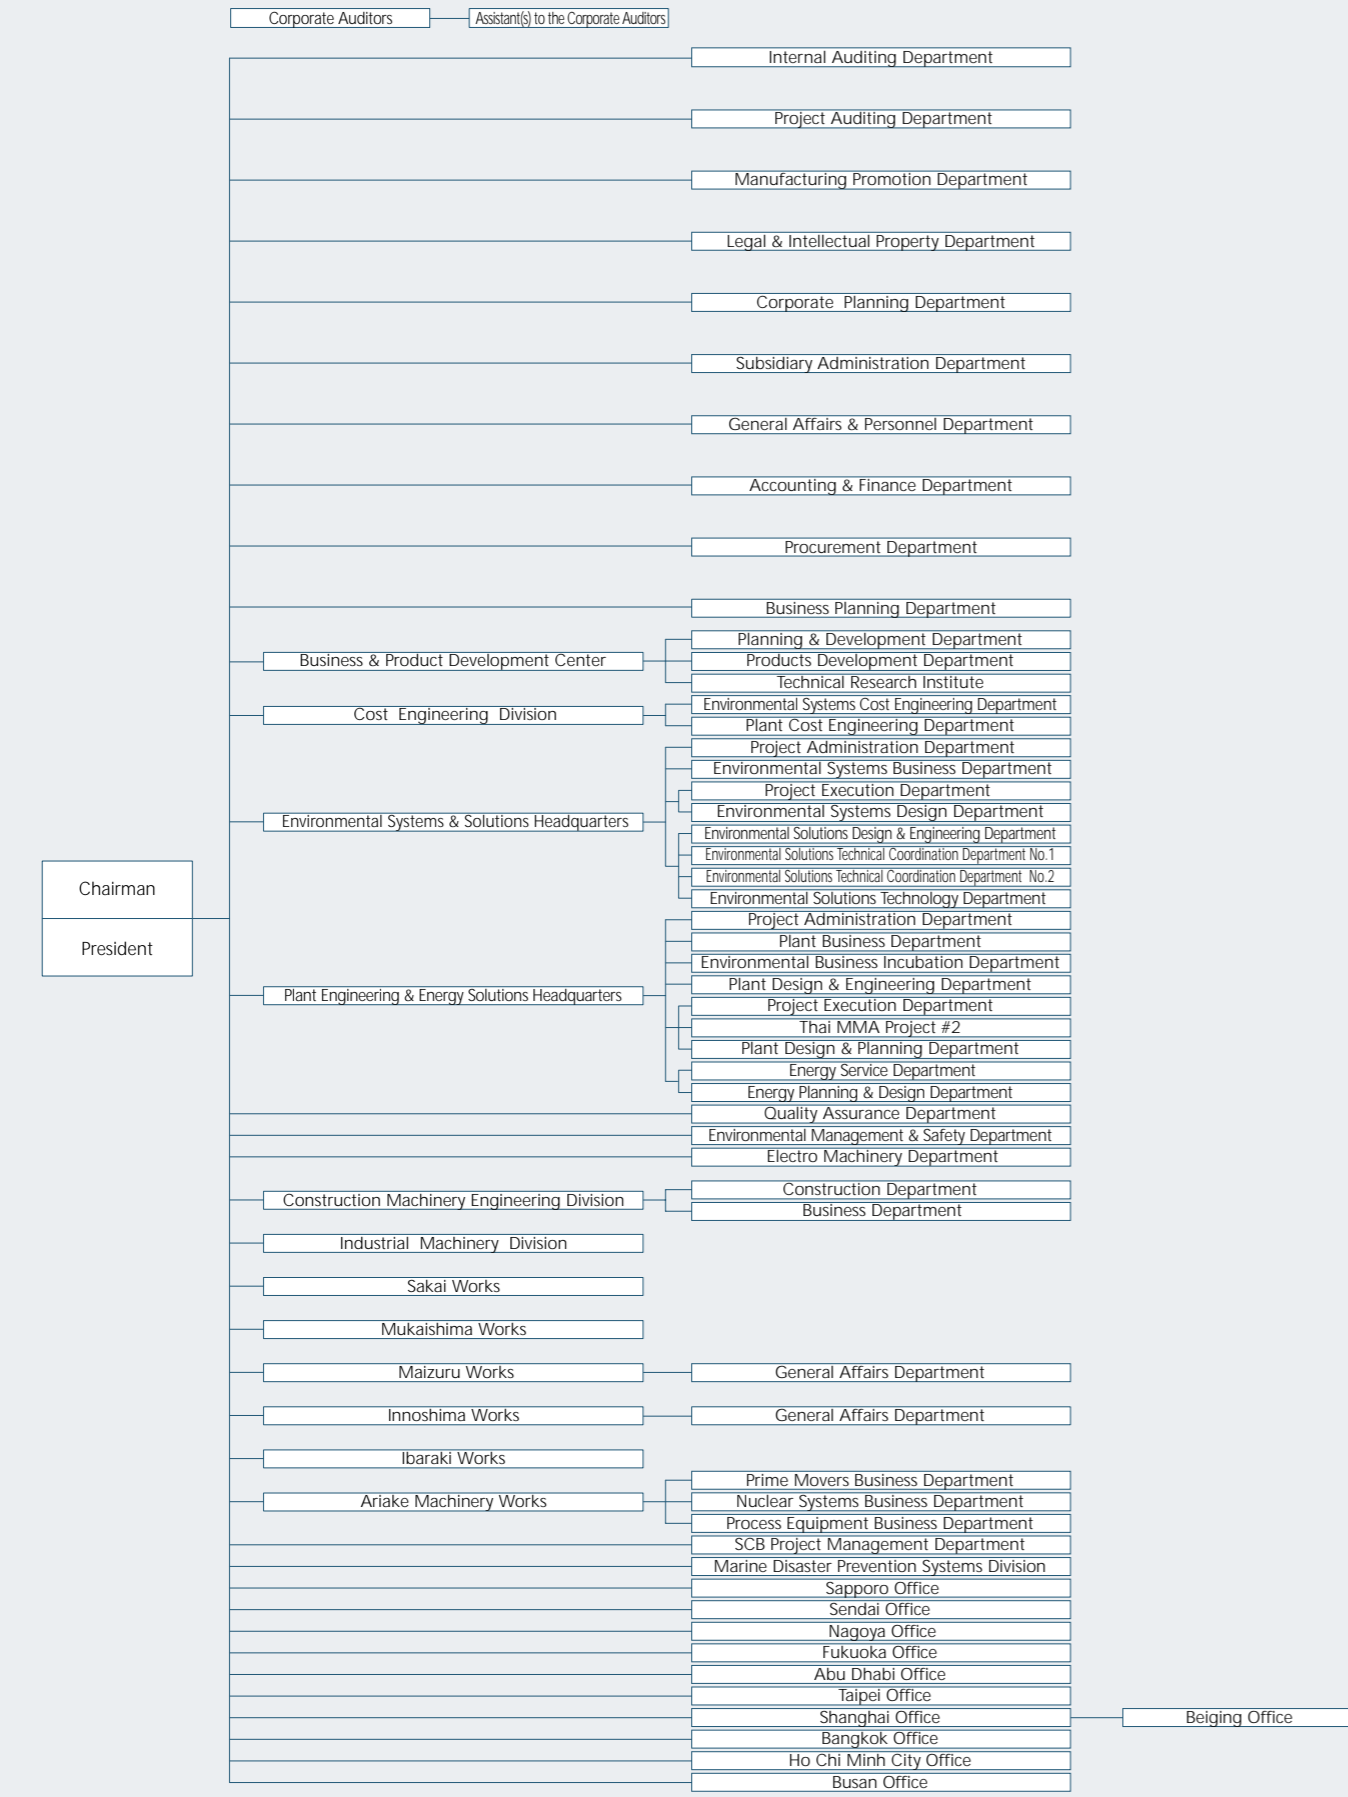 Corporate Auditors
Assistant(s) to the Corporate Auditors
Internal Auditing Department
Project Auditing Department
Manufacturing Promotion Department
Legal & Intellectual Property Department
Corporate Planning Department
Subsidiary Administration Department
General Affairs & Personnel Department
Accounting & Finance Department
Procurement Department
Business Planning Department
Business & Product Development Center
Planning & Development Department
Products Development Department
Technical Research Institute
Cost Engineering Division
Environmental Systems Cost Engineering Department
Plant Cost Engineering Department
Environmental Systems & Solutions Headquarters
Project Administration Department
Environmental Systems Business Department
Project Execution Department
Environmental Systems Design Department
Environmental Solutions Design & Engineering Department
Environmental Solutions Technical Coordination Department No.1
Environmental Solutions Technical Coordination Department No.2
Environmental Solutions Technology Department
Chairman
President
Plant Engineering & Energy Solutions Headquarters
Project Administration Department
Plant Business Department
Environmental Business Incubation Department
Plant Design & Engineering Department
Project Execution Department
Thai MMA Project #2
Plant Design & Planning Department
Energy Service Department
Energy Planning & Design Department
Quality Assurance Department
Environmental Management & Safety Department
Electro Machinery Department
Construction Machinery Engineering Division
Construction Department
Business Department
Industrial Machinery Division
Sakai Works
Mukaishima Works
Maizuru Works
General Affairs Department
Innoshima Works
General Affairs Department
Ibaraki Works
Ariake Machinery Works
Prime Movers Business Department
Nuclear Systems Business Department
Process Equipment Business Department
SCB Project Management Department
Marine Disaster Prevention Systems Division
Sapporo Office
Sendai Office
Nagoya Office
Fukuoka Office
Abu Dhabi Office
Taipei Office
Shanghai Office
Beiging Office
Bangkok Office
Ho Chi Minh City Office
Busan Office